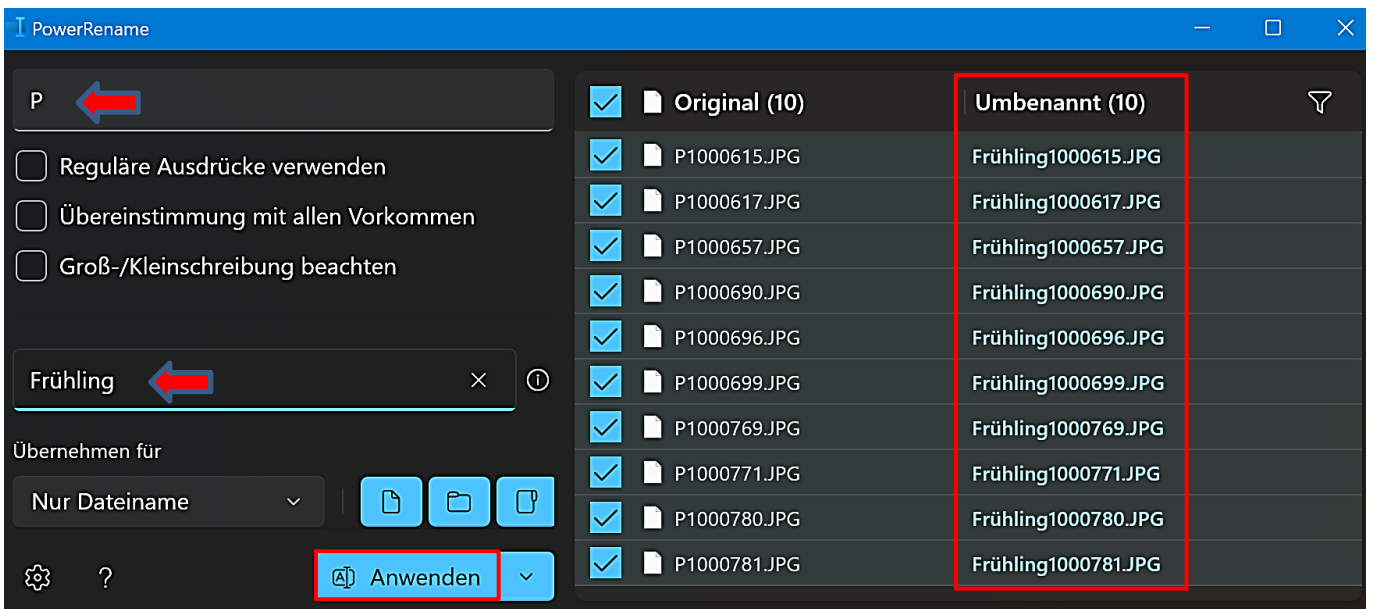 PowerRename
P
Reguläre Ausdrücke verwenden
Übereinstimmung mit allen Vorkommen
Groß-/Kleinschreibung beachten
Frühling
Übernehmen für
Nur Dateiname
Anwenden
Original (10) Umbenannt (10)
P1000615.JPG Frühling1000615.JPG
P1000617.JPG Frühling1000617.JPG
P1000657.JPG Frühling1000657.JPG
P1000690.JPG Frühling1000690.JPG
P1000696.JPG Frühling1000696.JPG
P1000699.JPG Frühling1000699.JPG
P1000769.JPG Frühling1000769.JPG
P1000771.JPG Frühling1000771.JPG
P1000780.JPG Frühling1000780.JPG
P1000781.JPG Frühling1000781.JPG